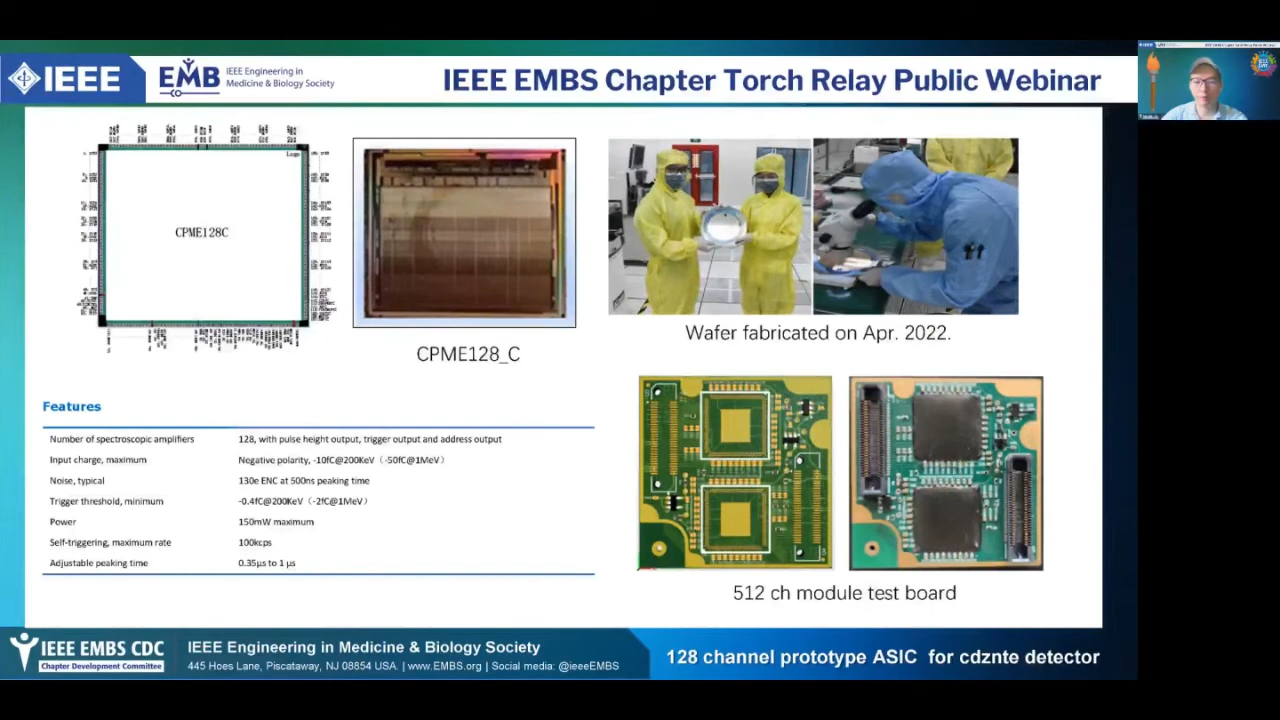 IEEE
EMB
IEEE Engineering in
Medicine & Biology Society
IEEE EMBS Chapter Torch Relay Public Webinar
Logo
CPME128C
CPME128_C
Wafer fabricated on Apr. 2022.
512 ch module test board
Features
Number of spectroscopic amplifiers 128, with pulse height output, trigger output and address output
Input charge, maximum Negative polarity, -10fC@200KeV（-50fC@1MeV）
Noise, typical 130e ENC at 500ns peaking time
Trigger threshold, minimum -0.4fC@200KeV（-2fC@1MeV）
Power 150mW maximum
Self-triggering, maximum rate 100kcps
Adjustable peaking time 0.35μs to 1 μs
IEEE EMBS CDC
Chapter Development Committee
IEEE Engineering in Medicine & Biology Society
445 Hoes Lane, Piscataway, NJ 08854 USA. | www.EMBS.org | Social media: @ieeeEMBS
128 channel prototype ASIC for cdznte detector